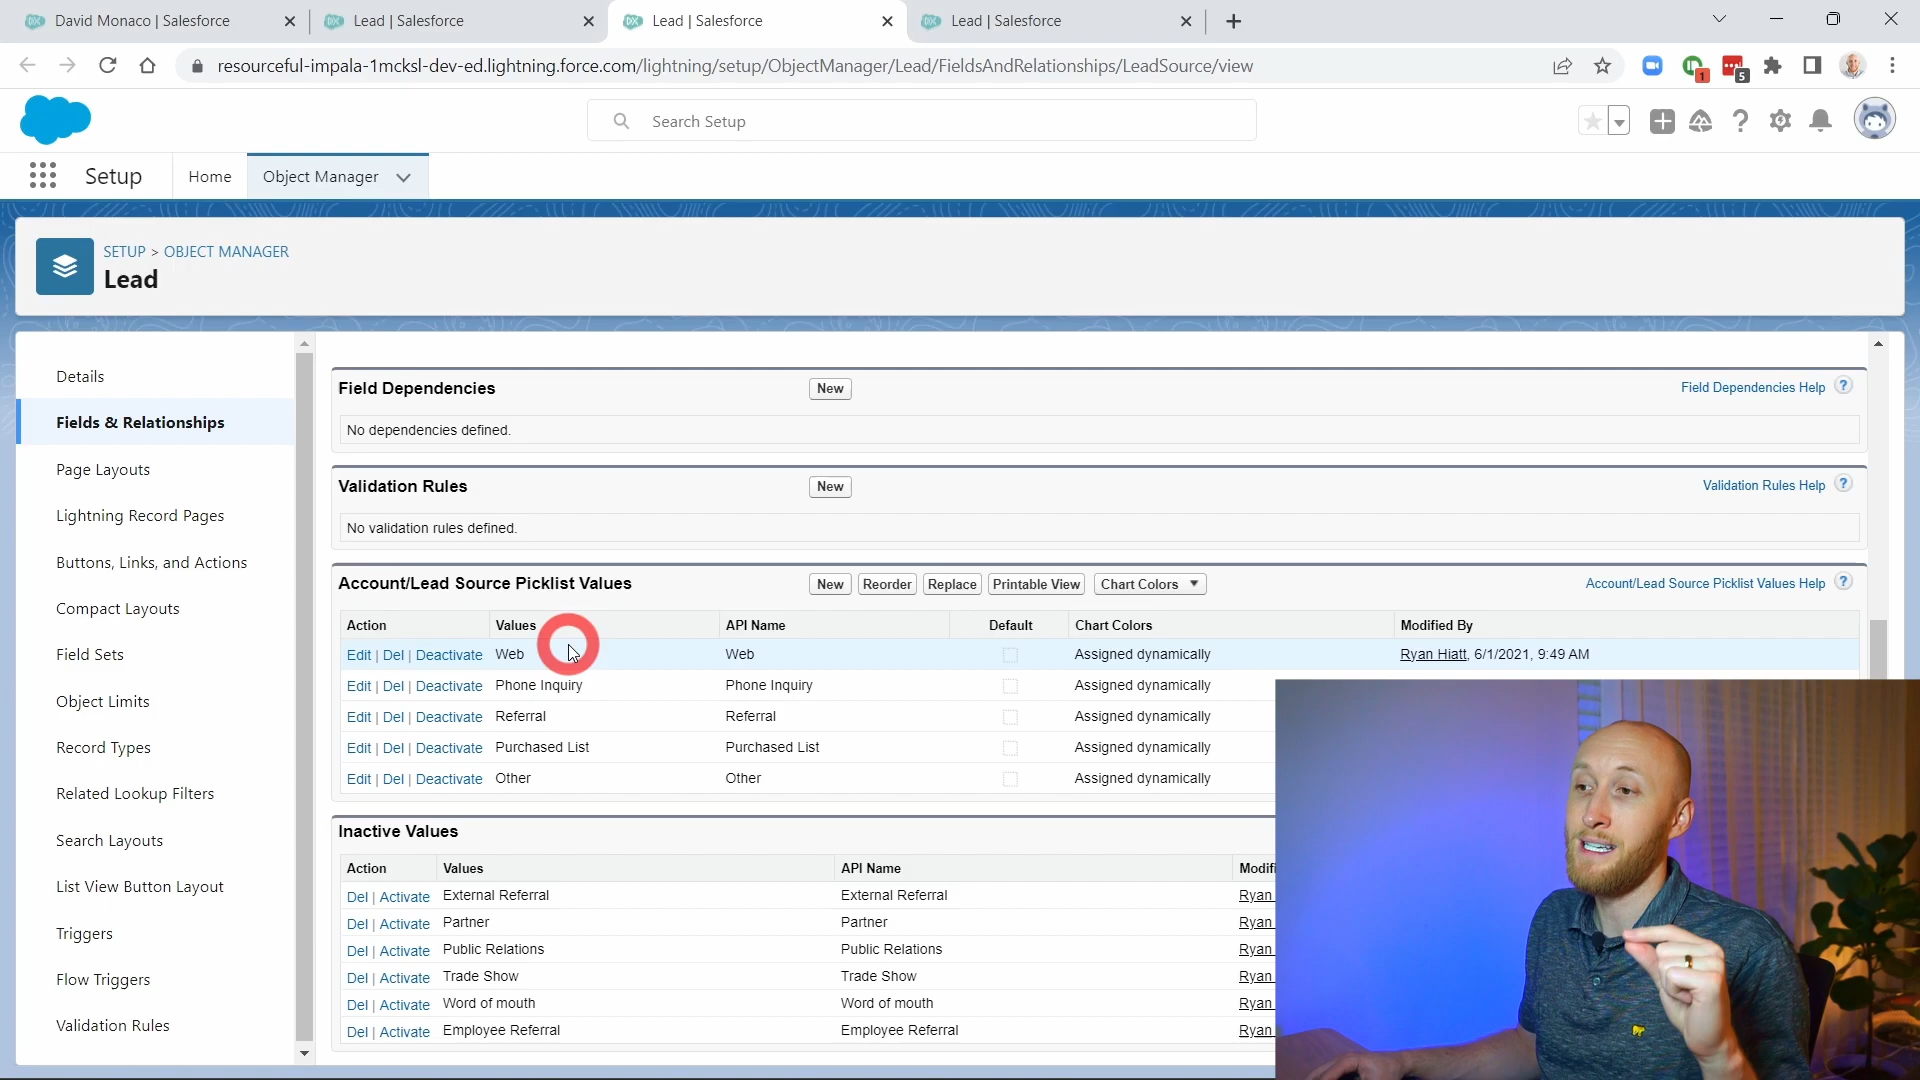 David Monaco | Salesforce
Lead | Salesforce
Lead | Salesforce
Lead | Salesforce
resourceful-impala-1mcksl-dev-ed.lightning.force.com/lightning/setup/ObjectManager/Lead/FieldsAndRelationships/LeadSource/view
1
5
Search Setup
Setup
Home
Object Manager
SETUP > OBJECT MANAGER
Lead
Details
Fields & Relationships
Page Layouts
Lightning Record Pages
Buttons, Links, and Actions
Compact Layouts
Field Sets
Object Limits
Record Types
Related Lookup Filters
Search Layouts
List View Button Layout
Triggers
Flow Triggers
Validation Rules
Field Dependencies New Field Dependencies Help ?
No dependencies defined.
Validation Rules New Validation Rules Help ?
No validation rules defined.
Account/Lead Source Picklist Values New Reorder Replace Printable View Chart Colors Account/Lead Source Picklist Values Help ?
Action Values API Name Default Chart Colors Modified By
Edit | Del | Deactivate Web Web Assigned dynamically Ryan Hiatt, 6/1/2021, 9:49 AM
Edit | Del | Deactivate Phone Inquiry Phone Inquiry Assigned dynamically
Edit | Del | Deactivate Referral Referral Assigned dynamically
Edit | Del | Deactivate Purchased List Purchased List Assigned dynamically
Edit | Del | Deactivate Other Other Assigned dynamically
Inactive Values
Action Values API Name Modifi
Del | Activate External Referral External Referral Ryan
Del | Activate Partner Partner Ryan
Del | Activate Public Relations Public Relations Ryan
Del | Activate Trade Show Trade Show Ryan
Del | Activate Word of mouth Word of mouth Ryan
Del | Activate Employee Referral Employee Referral Ryan